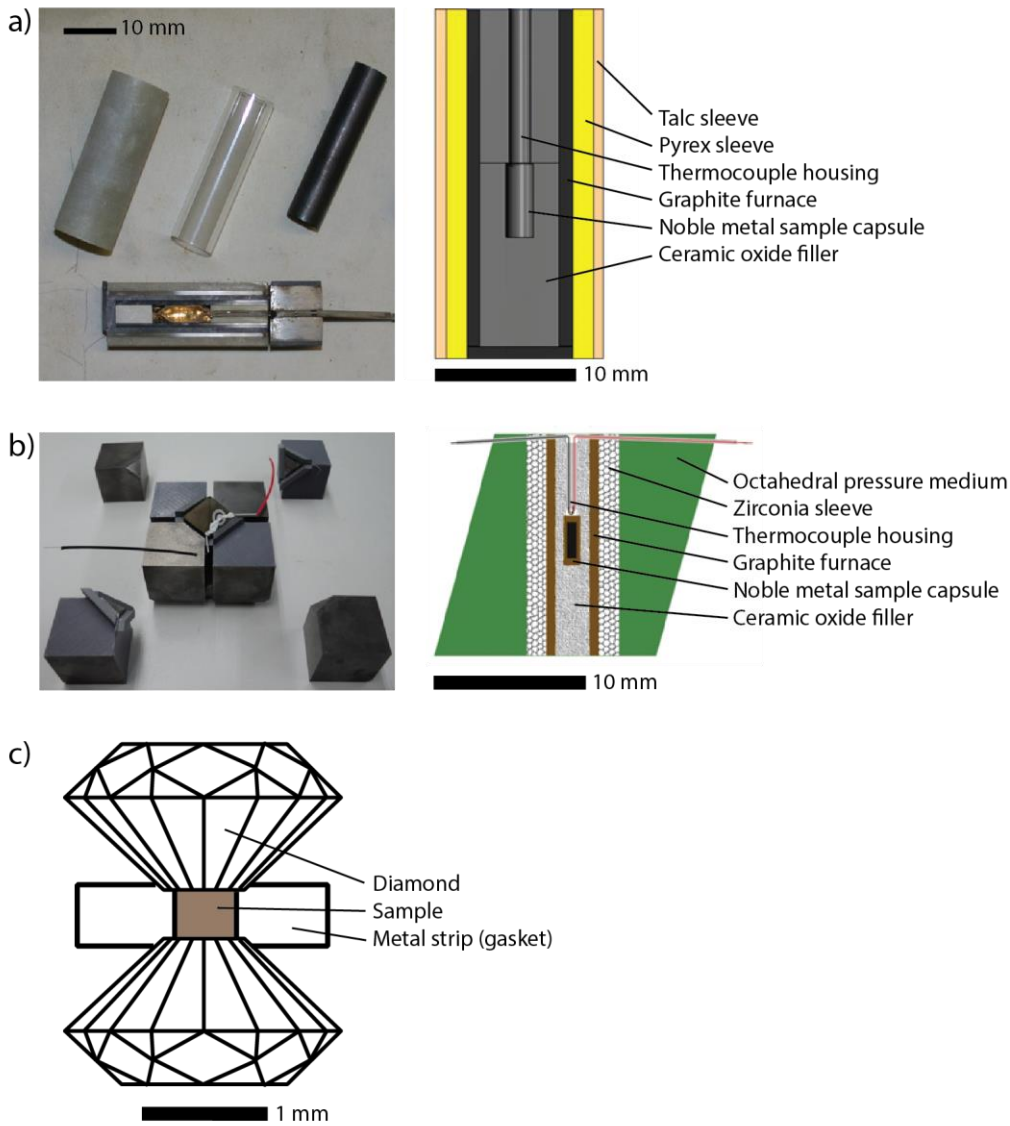 a)
10 mm
Talc sleeve
Pyrex sleeve
Thermocouple housing
Graphite furnace
Noble metal sample capsule
Ceramic oxide filler
10 mm
b)
Octahedral pressure medium
Zirconia sleeve
Thermocouple housing
Graphite furnace
Noble metal sample capsule
Ceramic oxide filler
10 mm
c)
Diamond
Sample
Metal strip (gasket)
1 mm